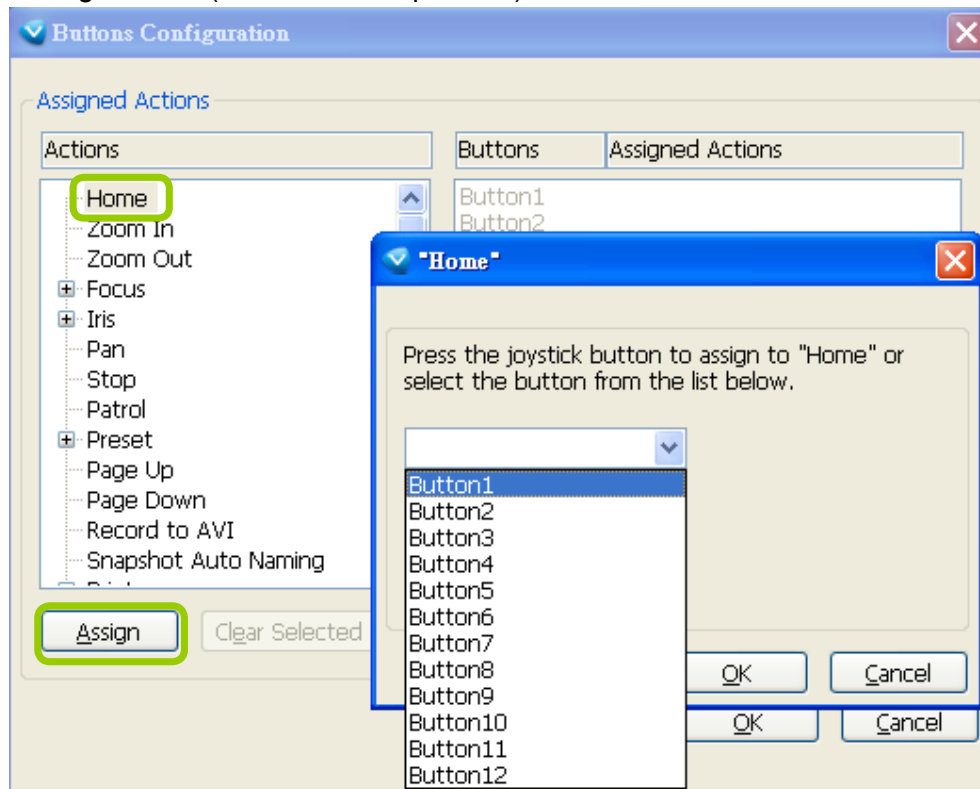 Buttons Configuration
Assigned Actions
Actions
Buttons
Assigned Actions
Home
Zoom In
Zoom Out
Focus
Iris
Pan
Stop
Patrol
Preset
Page Up
Page Down
Record to AVI
Snapshot Auto Naming
Button1
Button2
Assign
Clear Selected
"Home"
Press the joystick button to assign to "Home" or
select the button from the list below.
Button1
Button2
Button3
Button4
Button5
Button6
Button7
Button8
Button9
Button10
Button11
Button12
OK
Cancel
OK
Cancel